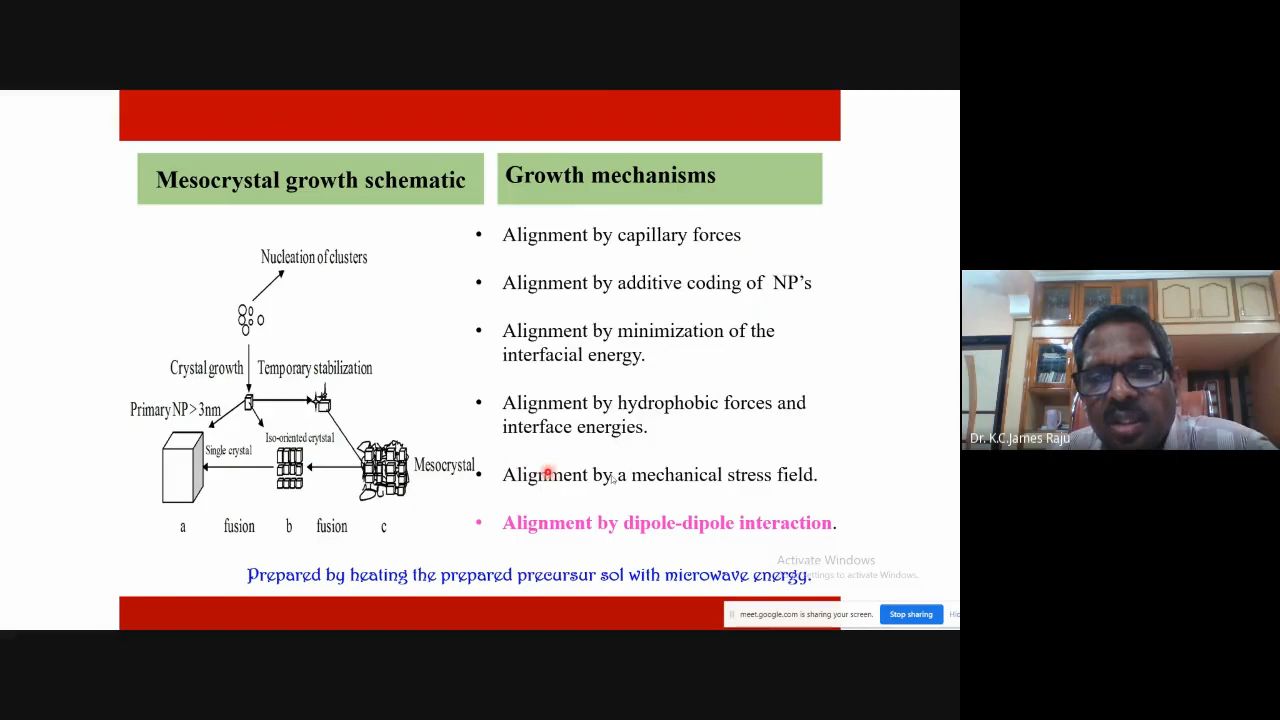 Mesocrystal growth schematic
Growth mechanisms
Nucleation of clusters
Crystal growth
Temporary stabilization
Primary NP > 3nm
Single crystal
Iso-oriented crytstal
Mesocrystal
a
fusion
b
fusion
c
• Alignment by capillary forces
• Alignment by additive coding of NP's
• Alignment by minimization of the
interfacial energy.
• Alignment by hydrophobic forces and
interface energies.
• Alignment by a mechanical stress field.
• Alignment by dipole-dipole interaction.
Prepared by heating the prepared precursur sol with microwave energy.
Activate Windows
ettings to activate Windows.
meet.google.com is sharing your screen.
Stop sharing
Hid
Dr. K.C.James Raju